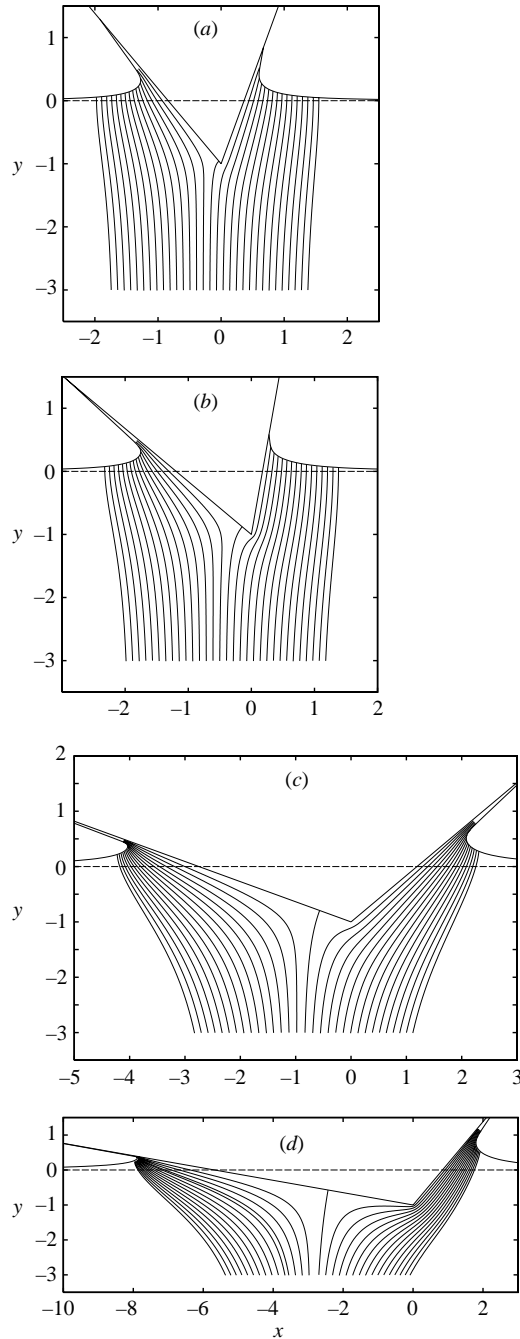 (a)
1
0
–1
–2
–3
y
–2 –1 0 1 2
(b)
1
0
–1
–2
–3
y
–2 –1 0 1 2
(c)
2
1
0
–1
–2
–3
y
–5 –4 –3 –2 –1 0 1 2 3
(d)
1
0
–1
–2
–3
y
–10 –8 –6 –4 –2 0 2
x